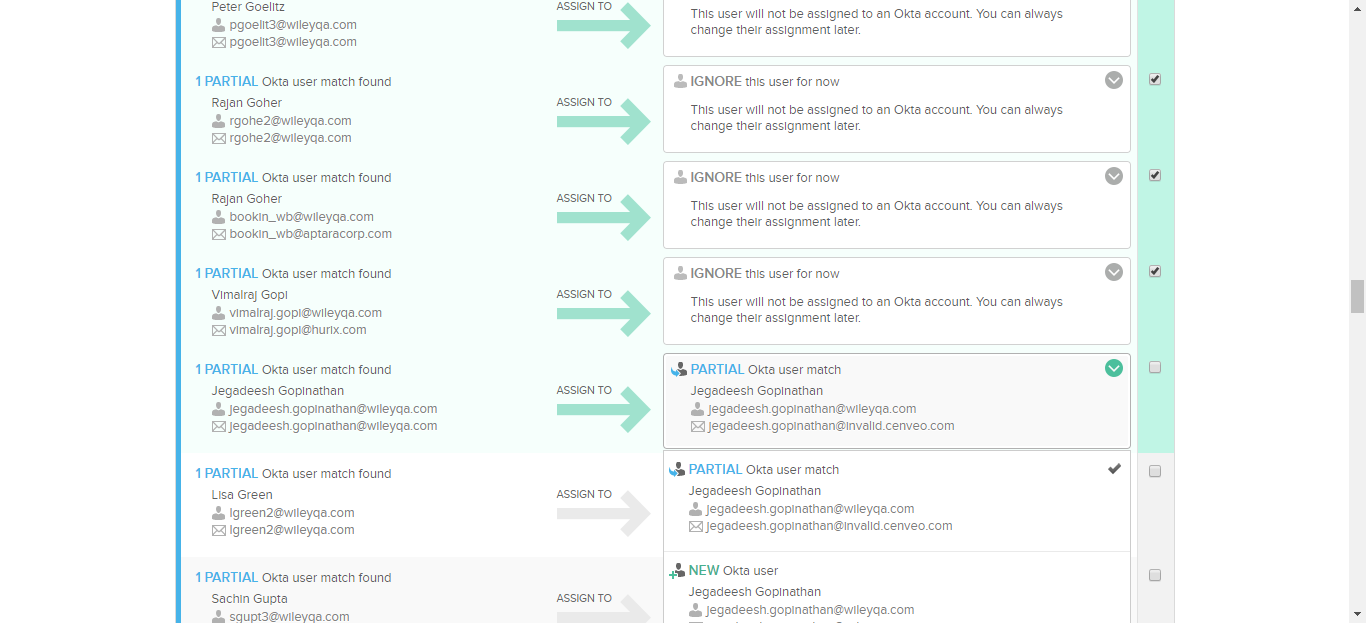 Peter Goelitz
pgoelit3@wileyqa.com
pgoelit3@wileyqa.com
ASSIGN TO
This user will not be assigned to an Okta account. You can always
change their assignment later.
1 PARTIAL Okta user match found
Rajan Goher
rgohe2@wileyqa.com
rgohe2@wileyqa.com
ASSIGN TO
IGNORE this user for now
This user will not be assigned to an Okta account. You can always
change their assignment later.
1 PARTIAL Okta user match found
Rajan Goher
bookin_wb@wileyqa.com
bookin_wb@aptaracorp.com
ASSIGN TO
IGNORE this user for now
This user will not be assigned to an Okta account. You can always
change their assignment later.
1 PARTIAL Okta user match found
Vimalraj Gopi
vimalraj.gopi@wileyqa.com
vimalraj.gopi@hurix.com
ASSIGN TO
IGNORE this user for now
This user will not be assigned to an Okta account. You can always
change their assignment later.
1 PARTIAL Okta user match found
Jegadeesh Gopinathan
jegadeesh.gopinathan@wileyqa.com
jegadeesh.gopinathan@wileyqa.com
ASSIGN TO
PARTIAL Okta user match
Jegadeesh Gopinathan
jegadeesh.gopinathan@wileyqa.com
jegadeesh.gopinathan@invalid.cenveo.com
1 PARTIAL Okta user match found
Lisa Green
lgreen2@wileyqa.com
lgreen2@wileyqa.com
ASSIGN TO
PARTIAL Okta user match
Jegadeesh Gopinathan
jegadeesh.gopinathan@wileyqa.com
jegadeesh.gopinathan@invalid.cenveo.com
1 PARTIAL Okta user match found
Sachin Gupta
sgupt3@wileyqa.com
ASSIGN TO
NEW Okta user
Jegadeesh Gopinathan
jegadeesh.gopinathan@wileyqa.com